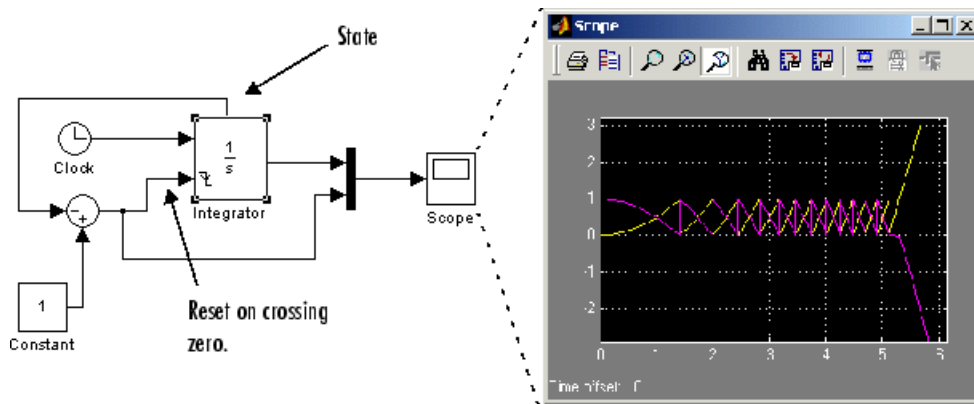 State
Scope
Clock
1
s
Integrator
Scope
-
+
1
Constant
Reset on crossing
zero.
3
2
1
0
-1
-2
0
1
2
3
4
5
6
Time offset: 0